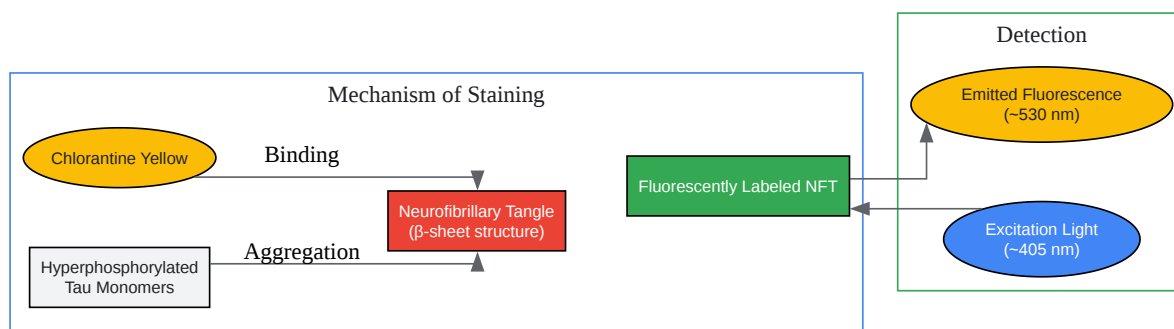 Mechanism of Staining
Chlorantine Yellow
Binding
Neurofibrillary Tangle
(β-sheet structure)
Aggregation
Hyperphosphorylated
Tau Monomers
Fluorescently Labeled NFT
Detection
Emitted Fluorescence
(~530 nm)
Excitation Light
(~405 nm)